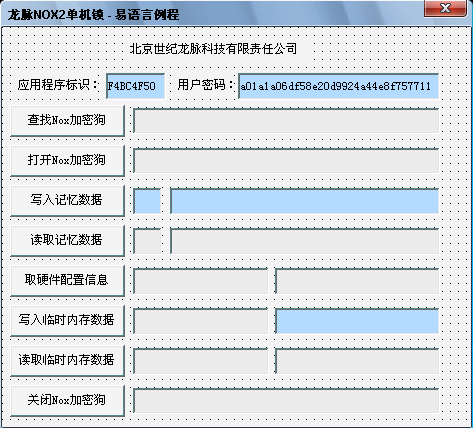 龙脉NOX2单机镜 - 易语言例程
北京世纪龙脉科技有限责任公司
应用程序标识： F4BC4F50 用户密码： a01a1a06df58e20d9924a44e8f757711
查找Nox加密狗
打开Nox加密狗
写入记忆数据
读取记忆数据
取硬件配置信息
写入临时内存数据
读取临时内存数据
关闭Nox加密狗